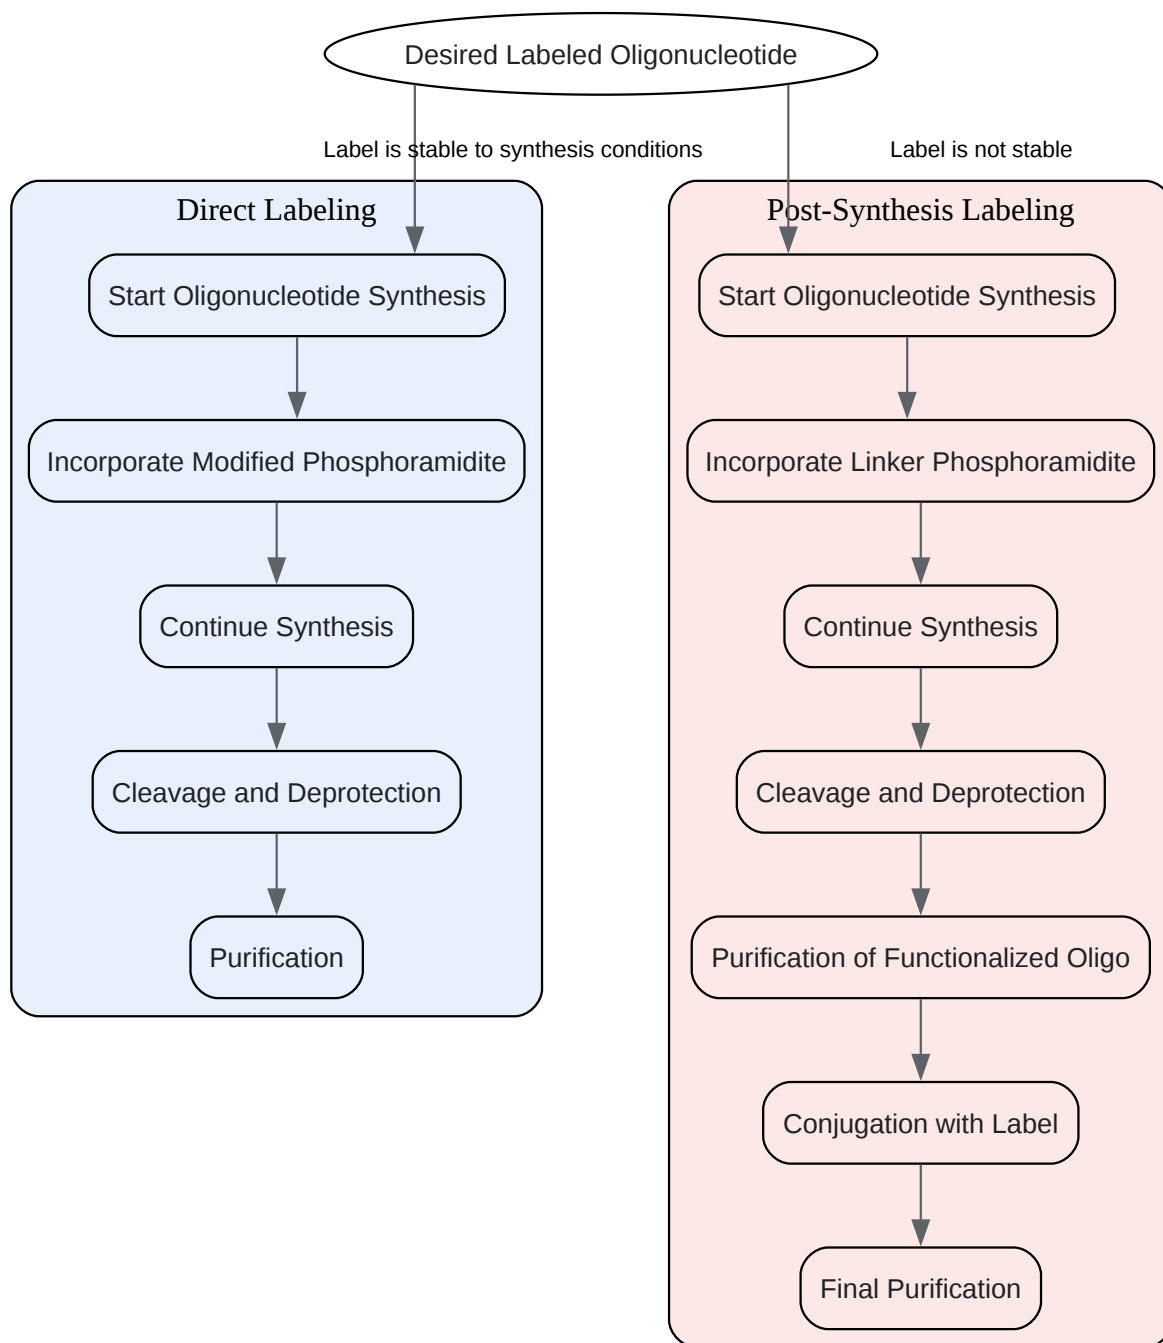 Desired Labeled Oligonucleotide
Label is stable to synthesis conditions
Label is not stable
Direct Labeling
Start Oligonucleotide Synthesis
Incorporate Modified Phosphoramidite
Continue Synthesis
Cleavage and Deprotection
Purification
Post-Synthesis Labeling
Start Oligonucleotide Synthesis
Incorporate Linker Phosphoramidite
Continue Synthesis
Cleavage and Deprotection
Purification of Functionalized Oligo
Conjugation with Label
Final Purification